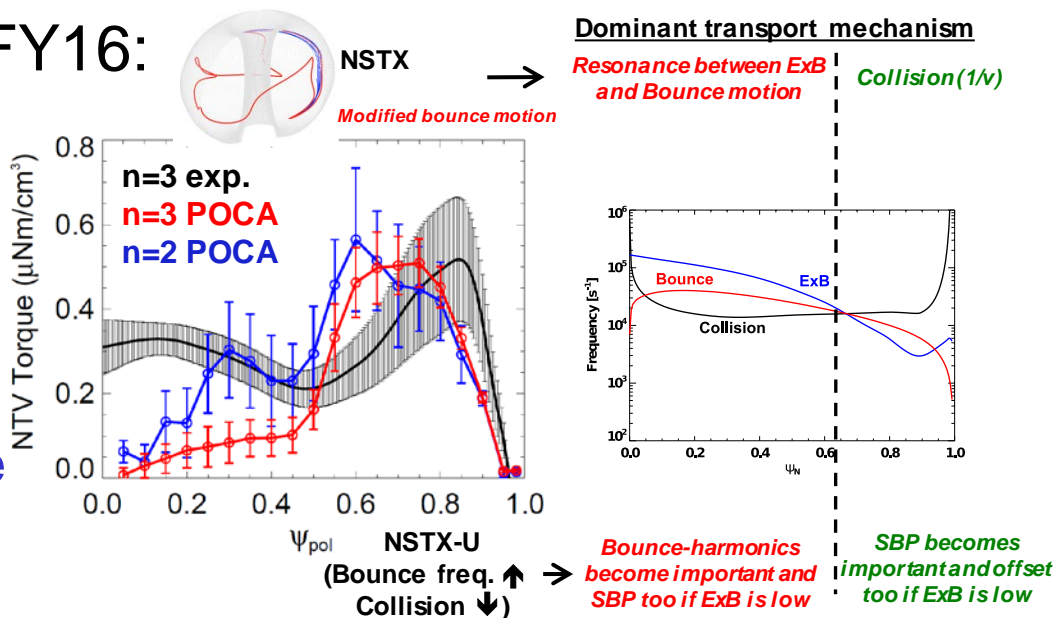 FY16:
NSTX
Modified bounce motion
Dominant transport mechanism
Resonance between ExB
and Bounce motion
Collision (1/ν)
NTV Torque (μNm/cm³)
0.8
0.6
0.4
0.2
0.0
n=3 exp.
n=3 POCA
n=2 POCA
0.0 0.2 0.4 0.6 0.8 1.0
Ψpol
Frequency [s⁻¹]
10⁶
10⁵
10⁴
10³
10²
Bounce
ExB
Collision
0.0 0.2 0.4 0.6 0.8 1.0
ΨN
NSTX-U
(Bounce freq. ↑
Collision ↓)
Bounce-harmonics
become important and
SBP too if ExB is low
SBP becomes
important and offset
too if ExB is low